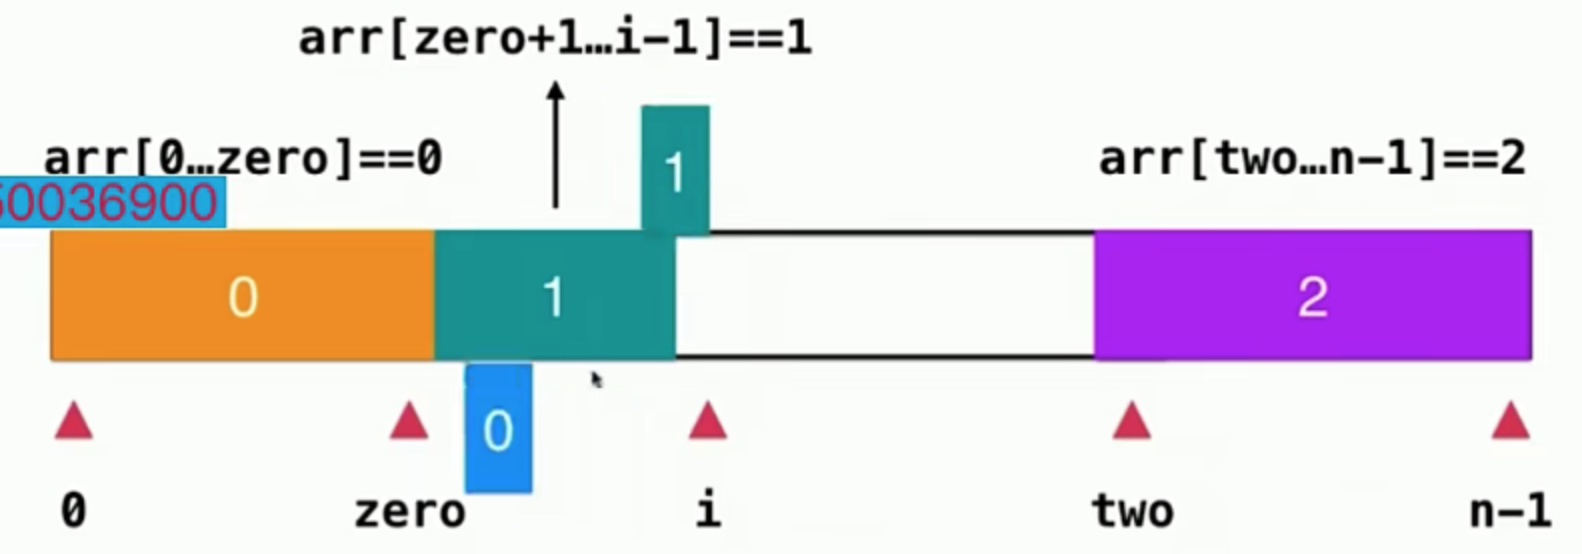 arr[zero+1…i-1]==1
1
arr[0…zero]==0
arr[two…n-1]==2
50036900
0
1
2
0
0
zero
i
two
n-1